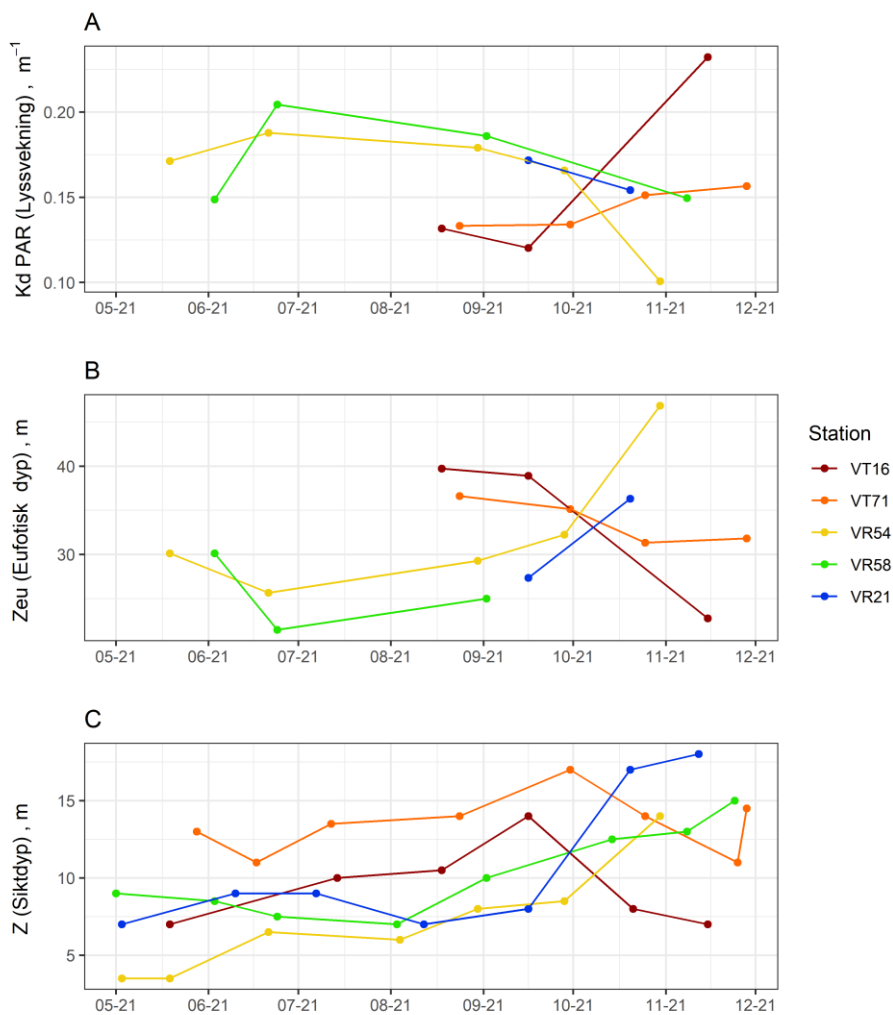 A
Kd PAR (Lyssvekning) , m⁻¹
0.20
0.15
0.10
05-21 06-21 07-21 08-21 09-21 10-21 11-21 12-21
B
Zeu (Eufotisk dyp) , m
40
30
05-21 06-21 07-21 08-21 09-21 10-21 11-21 12-21
Station
VT16
VT71
VR54
VR58
VR21
C
Z (Siktdyp) , m
15
10
5
05-21 06-21 07-21 08-21 09-21 10-21 11-21 12-21